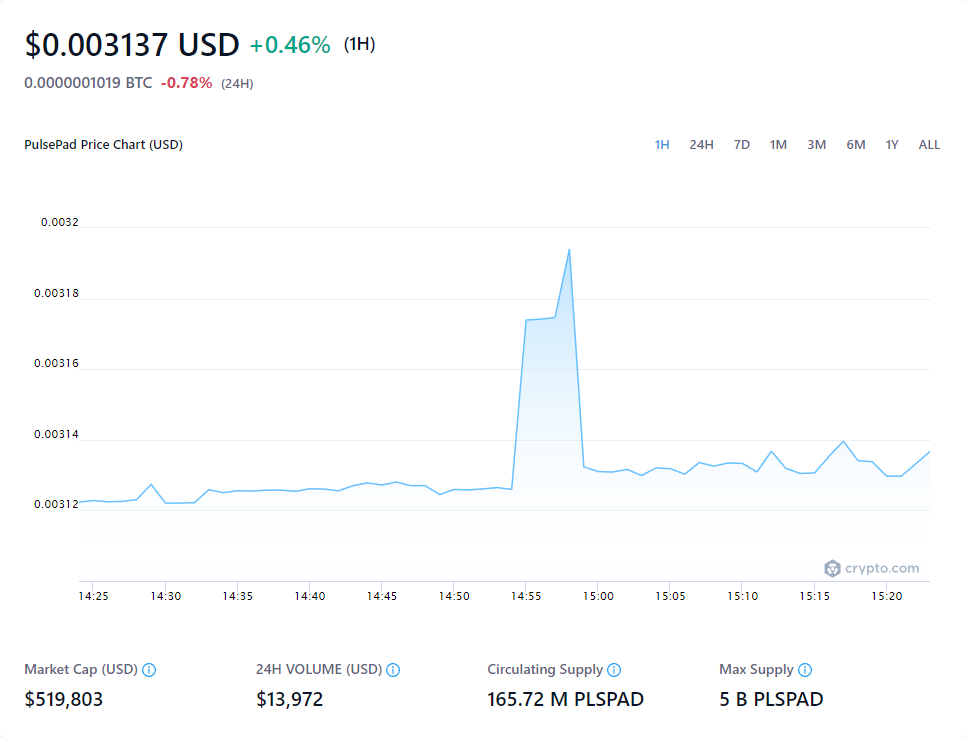 $0.003137 USD +0.46% (1H)
0.0000001019 BTC -0.78% (24H)
PulsePad Price Chart (USD) 1H 24H 7D 1M 3M 6M 1Y ALL
0.0032
0.00318
0.00316
0.00314
0.00312
crypto.com
14:25 14:30 14:35 14:40 14:45 14:50 14:55 15:00 15:05 15:10 15:15 15:20
Market Cap (USD) 24H VOLUME (USD) Circulating Supply Max Supply
$519,803 $13,972 165.72 M PLSPAD 5 B PLSPAD